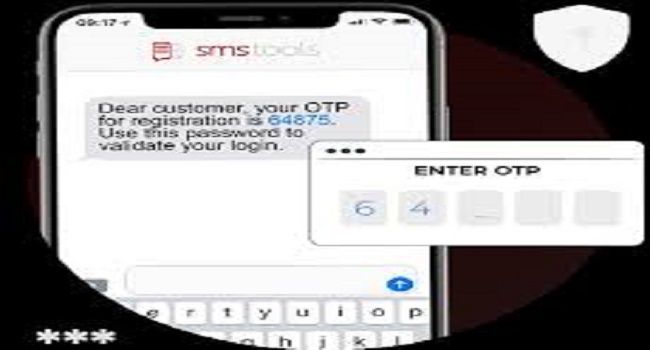 09:17
smstools
Dear customer, your OTP
for registration is 64875.
Use this password to
validate your login.
ENTER OTP
6 4 _
e r t y u i o p
g h j k l
***